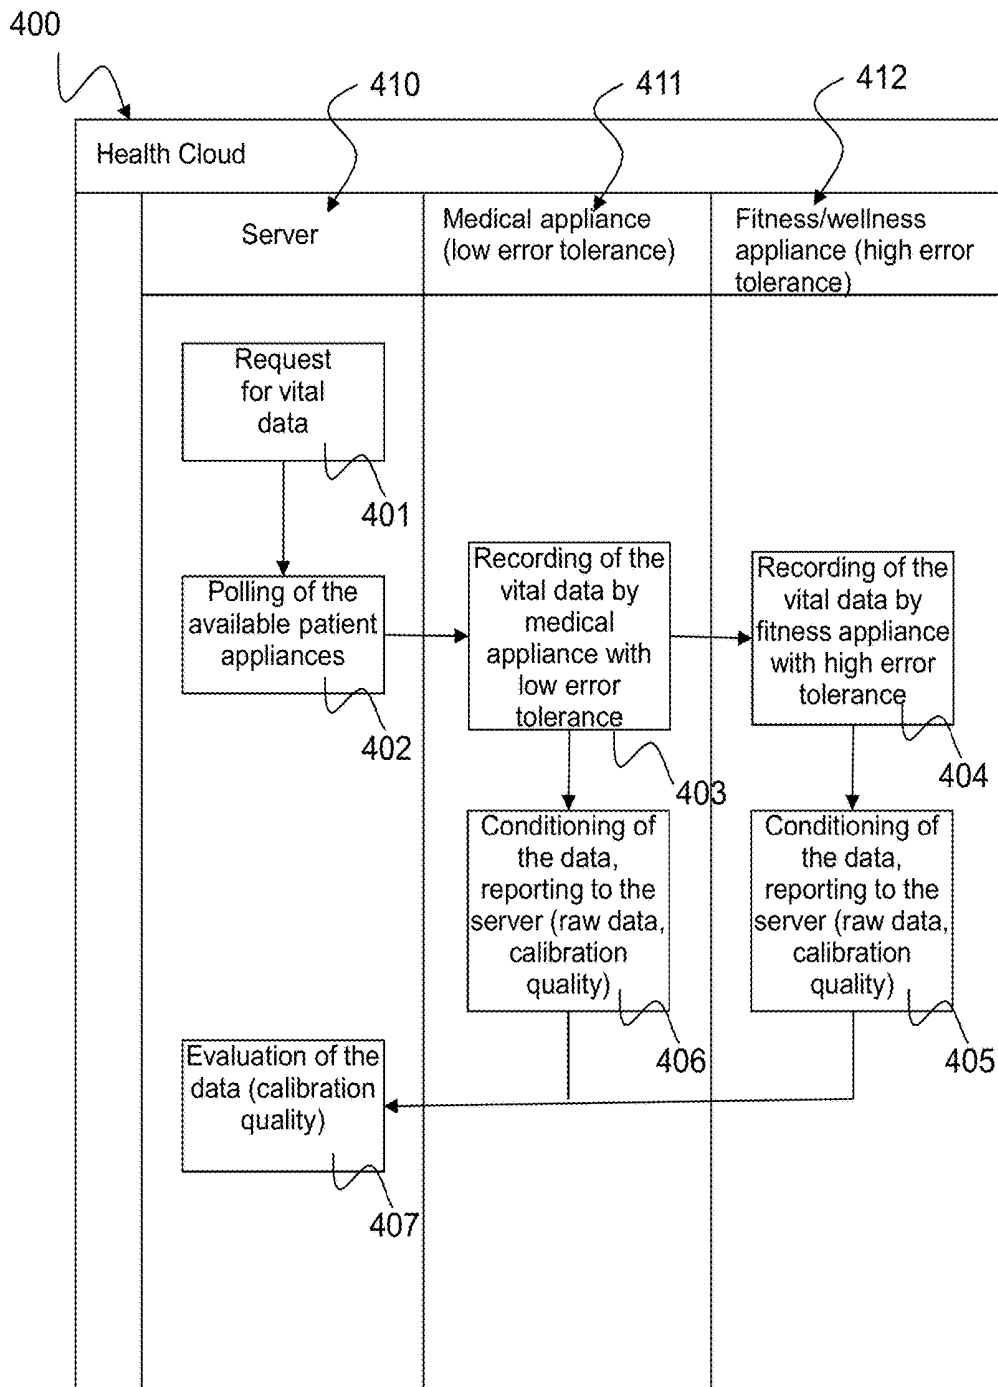 400
410
411
412
Health Cloud
Server
Medical appliance
(low error tolerance)
Fitness/wellness
appliance (high error
tolerance)
Request
for vital
data
401
Polling of the
available patient
appliances
402
Recording of the
vital data by
medical
appliance with
low error
tolerance
403
Recording of the
vital data by
fitness appliance
with high error
tolerance
404
Conditioning of
the data,
reporting to the
server (raw data,
calibration
quality)
406
Conditioning of
the data,
reporting to the
server (raw data,
calibration
quality)
405
Evaluation of the
data (calibration
quality)
407